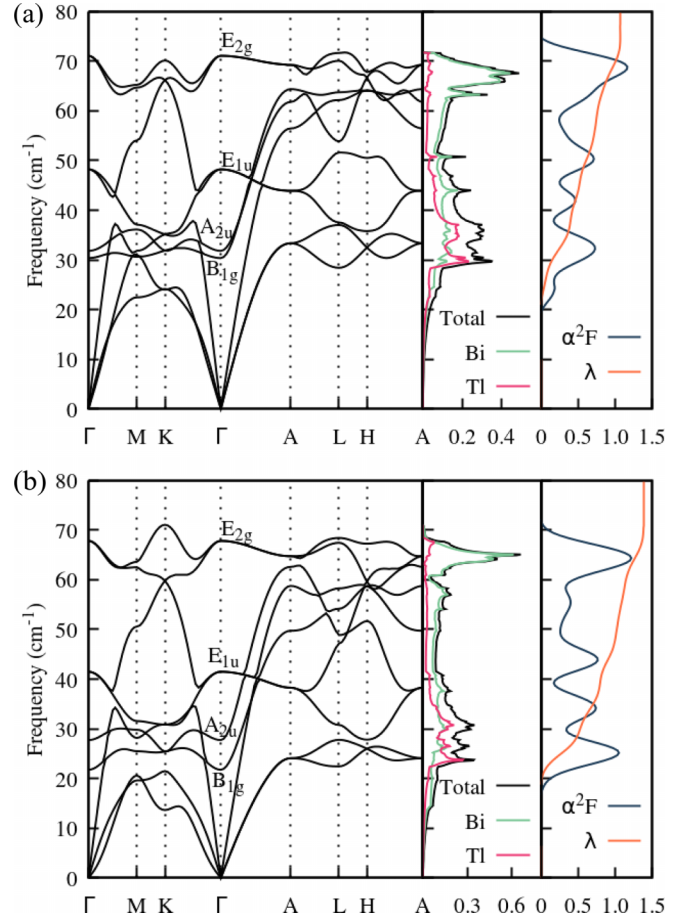 (a)
80
70
60
50
40
30
20
10
0
Frequency (cm⁻¹)
E2g
E1u
A2u
B1g
Total
Bi
Tl
α²F
λ
Γ M K Γ A L H A 0.2 0.4 0 0.5 1.0 1.5
(b)
80
70
60
50
40
30
20
10
0
Frequency (cm⁻¹)
E2g
E1u
A2u
B1g
Total
Bi
Tl
α²F
λ
Γ M K Γ A L H A 0.3 0.6 0 0.5 1.0 1.5